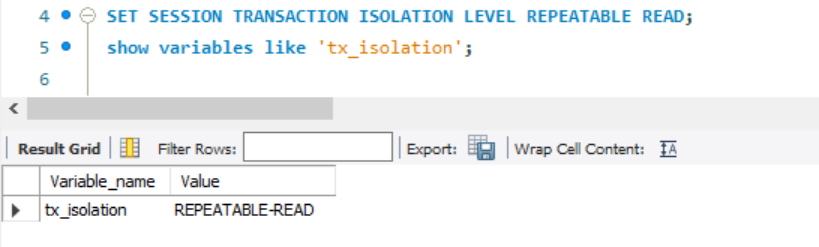 4 SET SESSION TRANSACTION ISOLATION LEVEL REPEATABLE READ;
5 show variables like 'tx_isolation';
6
Result Grid Filter Rows: Export: Wrap Cell Content: IA
Variable_name Value
tx_isolation REPEATABLE-READ